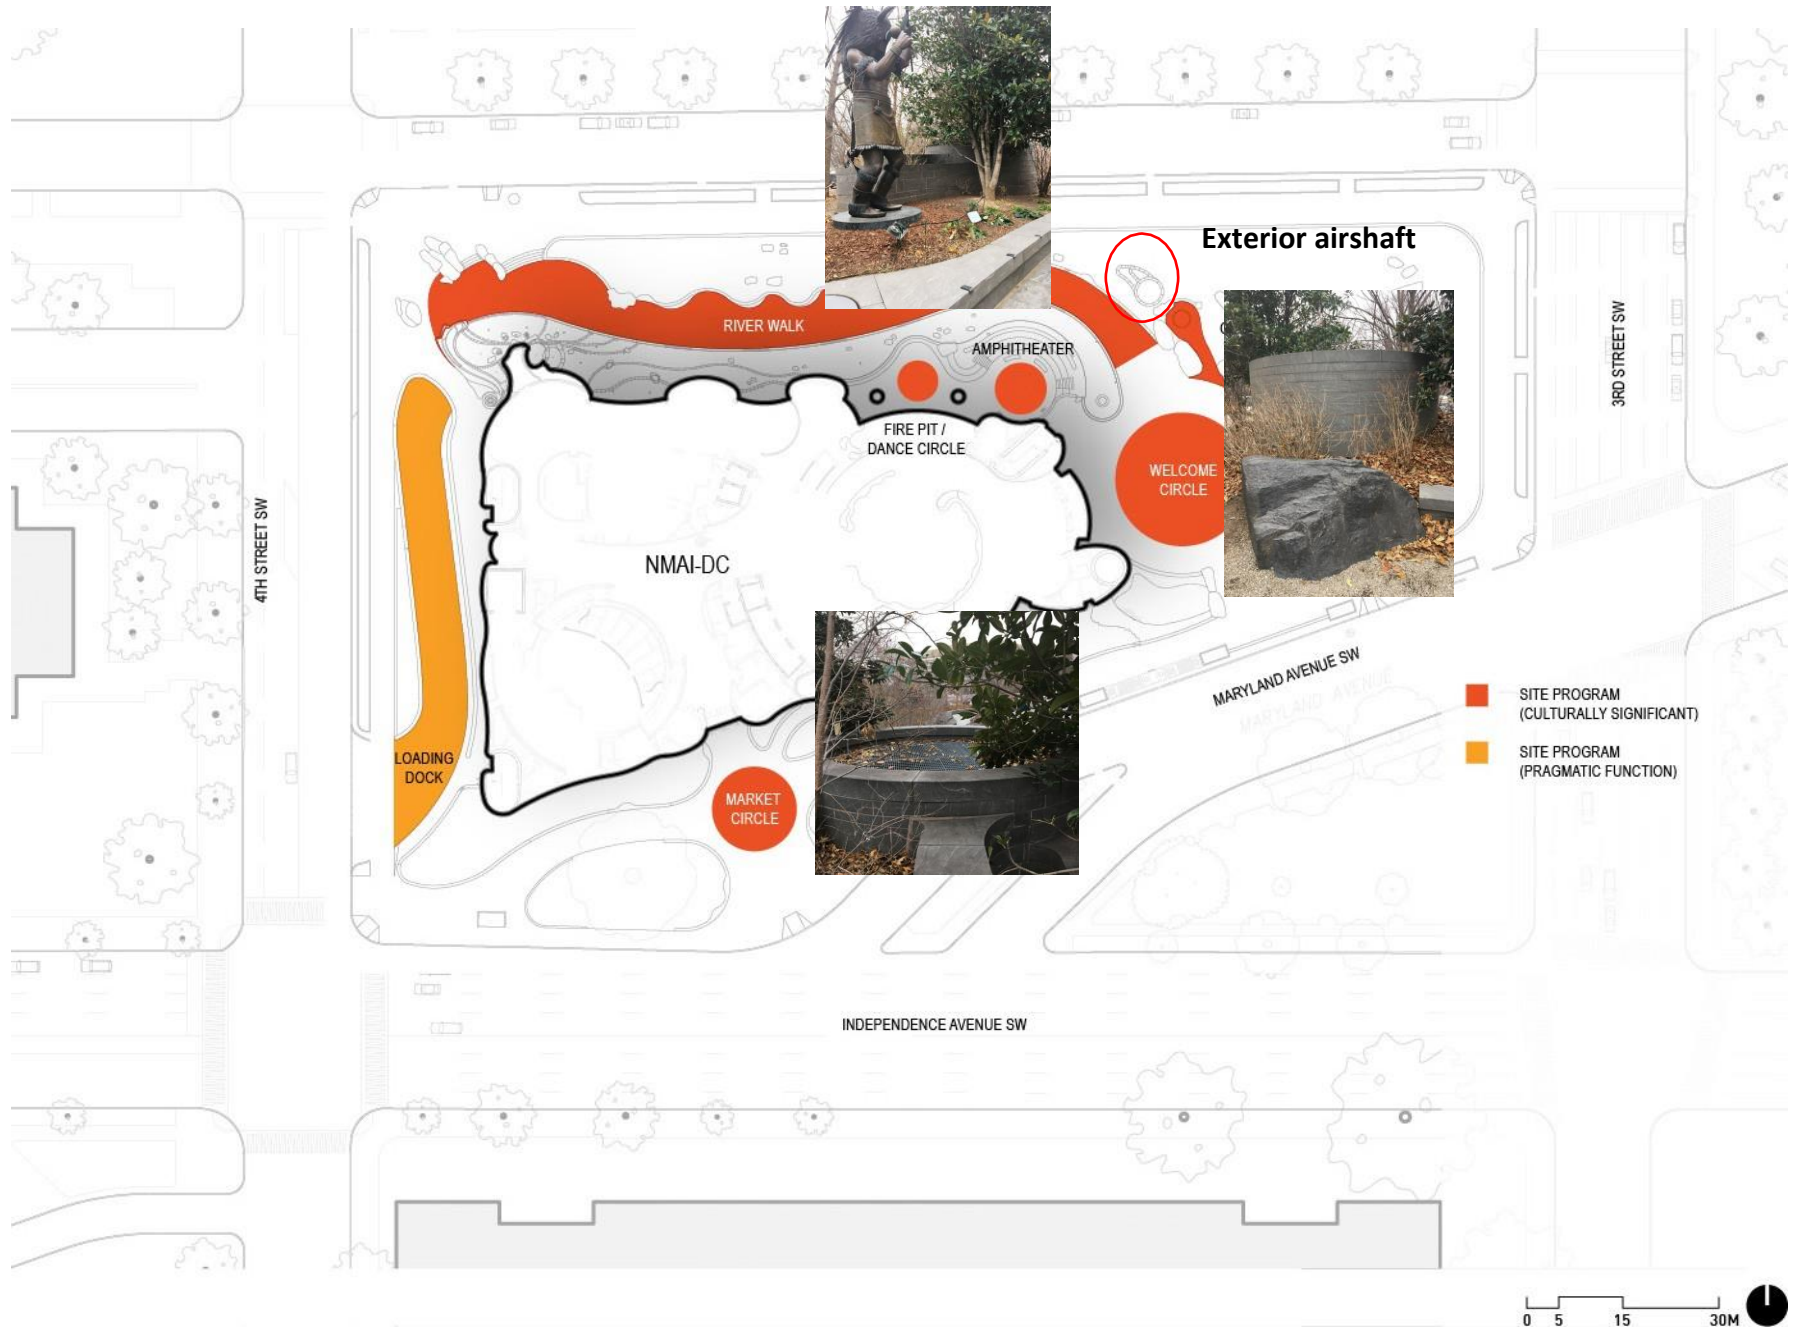 Exterior airshaft
RIVER WALK
AMPHITHEATER
FIRE PIT /
DANCE CIRCLE
WELCOME
CIRCLE
3RD STREET SW
4TH STREET SW
NMAI-DC
MARYLAND AVENUE SW
MARYLAND AVENUE
SITE PROGRAM
(CULTURALLY SIGNIFICANT)
SITE PROGRAM
(PRAGMATIC FUNCTION)
LOADING
DOCK
MARKET
CIRCLE
INDEPENDENCE AVENUE SW
0 5 15 30M